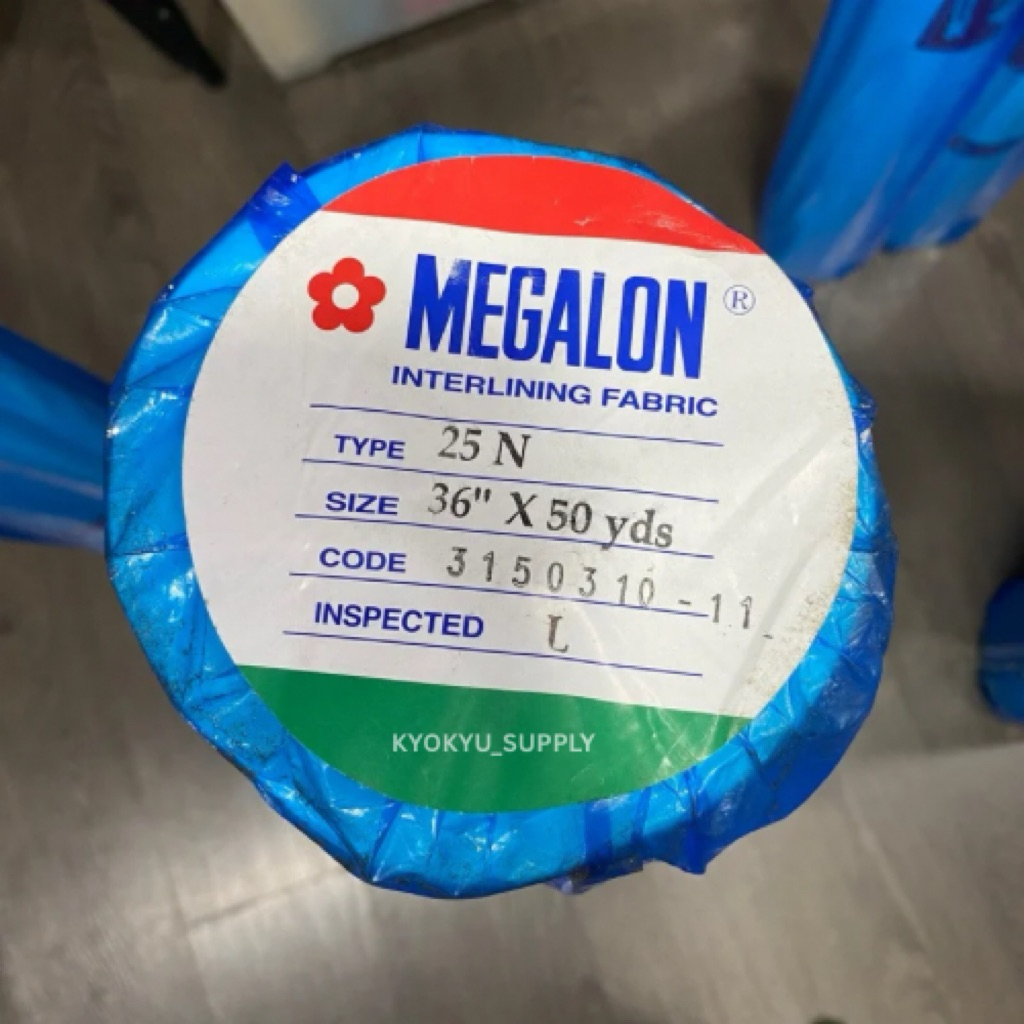 MEGALON ®
INTERLINING FABRIC
TYPE 25 N
SIZE 36" X 50 yds
CODE 3150310-11
INSPECTED L
KYOKYU_SUPPLY